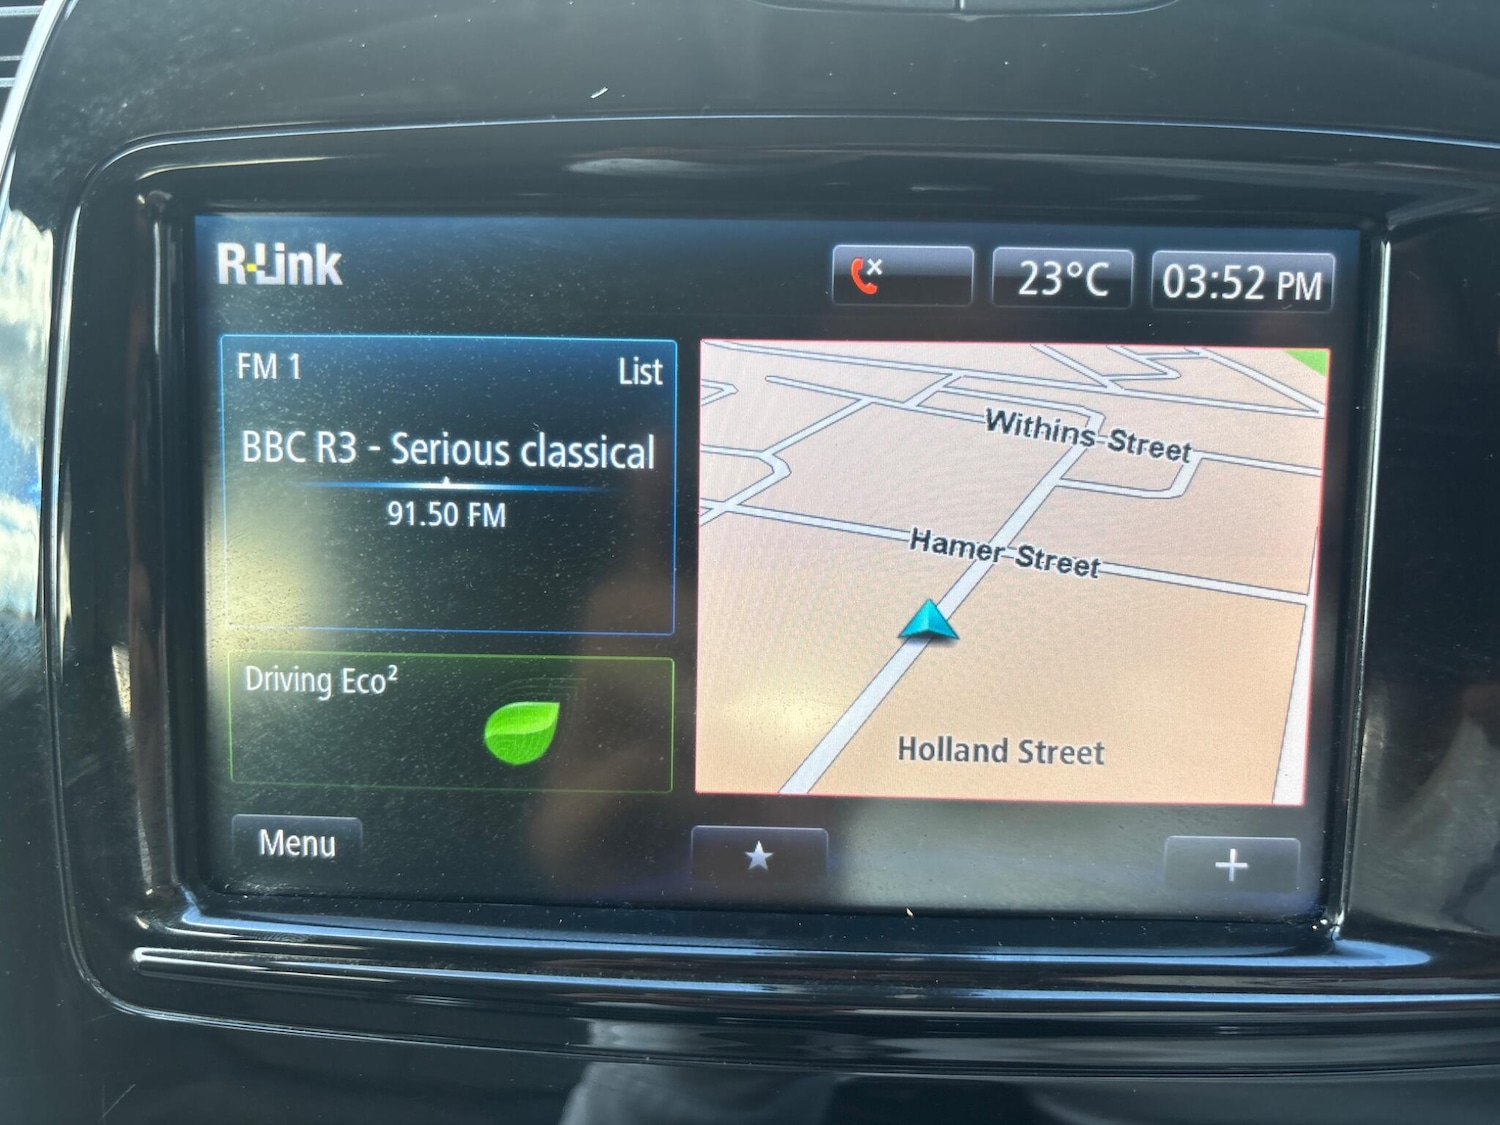 R-Link
23°C
03:52 PM
FM 1
List
BBC R3 - Serious classical
91.50 FM
Withins Street
Hamer Street
Holland Street
Driving Eco²
Menu